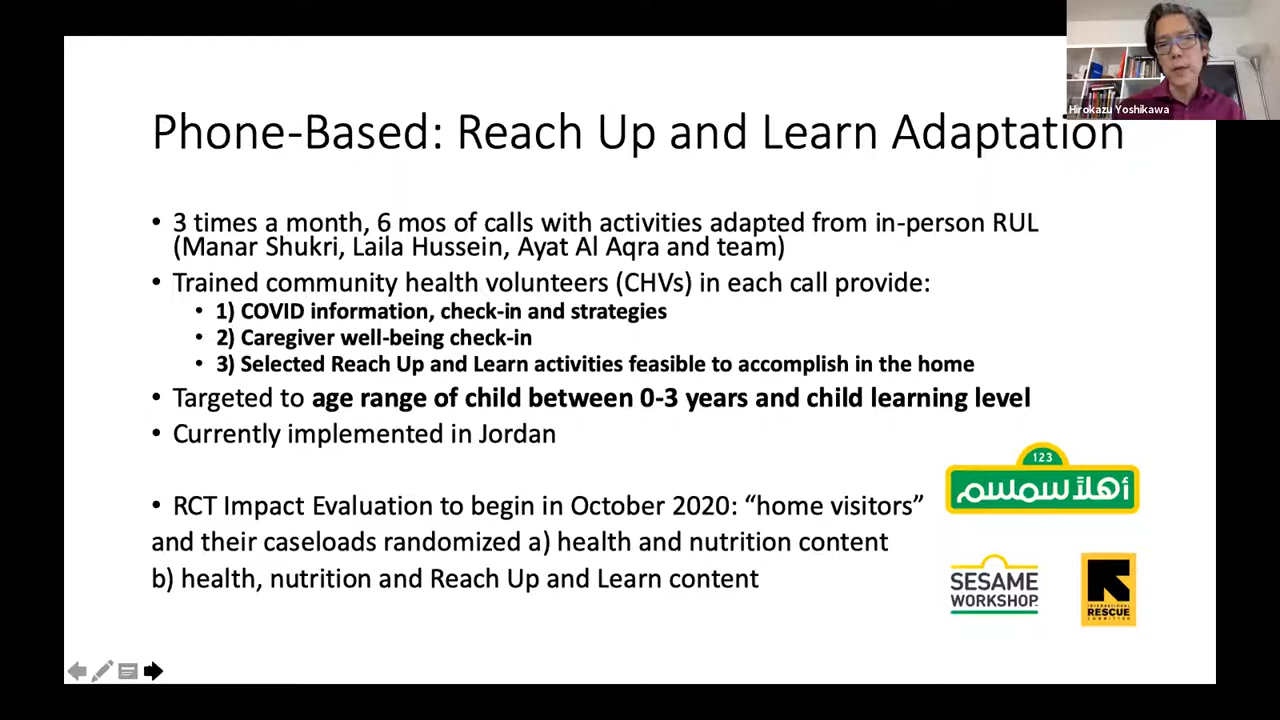 Hirokazu Yoshikawa
Phone-Based: Reach Up and Learn Adaptation
• 3 times a month, 6 mos of calls with activities adapted from in-person RUL
(Manar Shukri, Laila Hussein, Ayat Al Aqra and team)
• Trained community health volunteers (CHVs) in each call provide:
• 1) COVID information, check-in and strategies
• 2) Caregiver well-being check-in
• 3) Selected Reach Up and Learn activities feasible to accomplish in the home
• Targeted to age range of child between 0-3 years and child learning level
• Currently implemented in Jordan
• RCT Impact Evaluation to begin in October 2020: “home visitors”
and their caseloads randomized a) health and nutrition content
b) health, nutrition and Reach Up and Learn content
123
أهلاً سمسم
SESAME
WORKSHOP
INTERNATIONAL
RESCUE
COMMITTEE